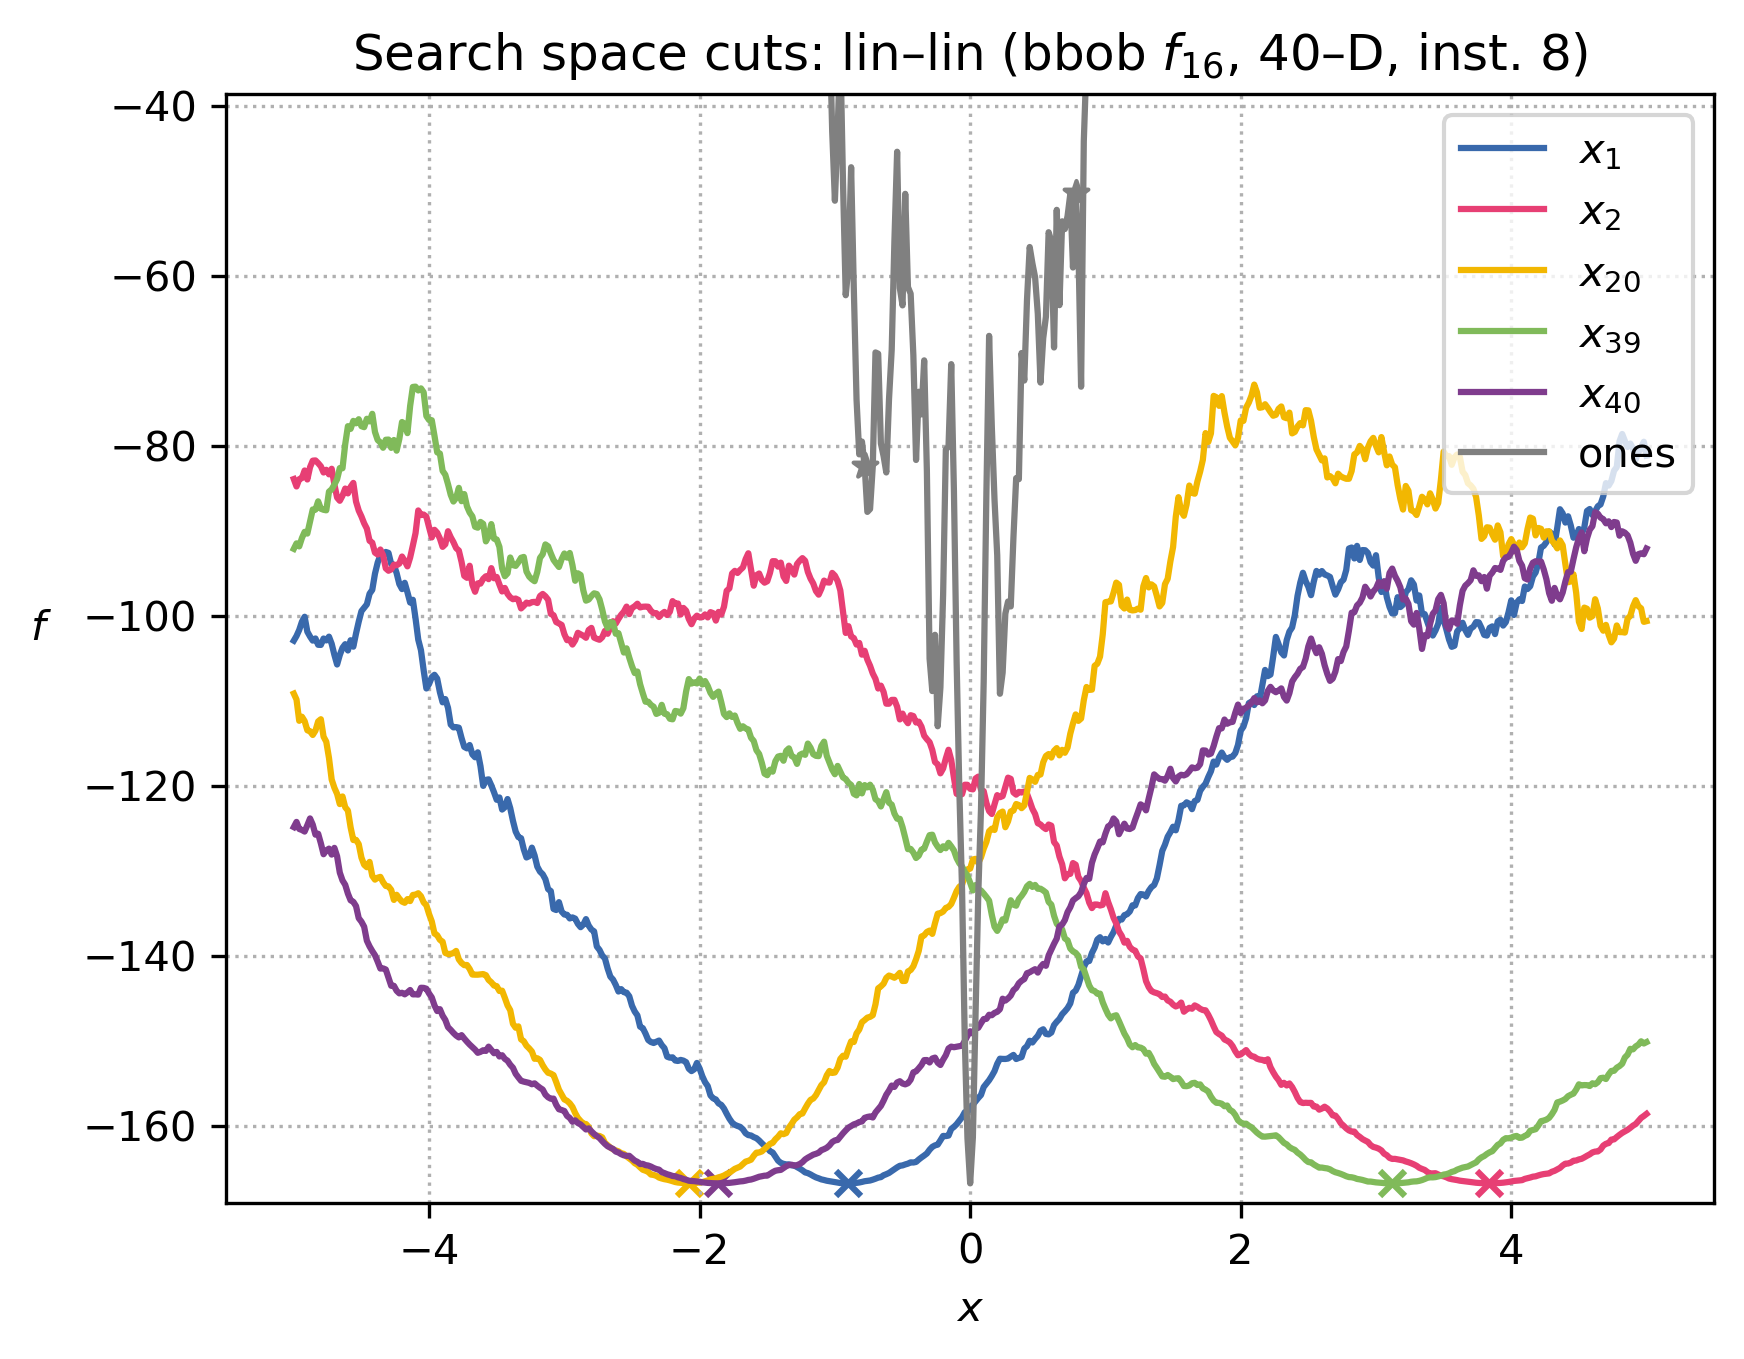 Search space cuts: lin–lin (bbob f₁₆, 40–D, inst. 8)
−40
−60
−80
−100
−120
−140
−160
f
x₁
x₂
x₂₀
x₃₉
x₄₀
ones
−4 −2 0 2 4
x